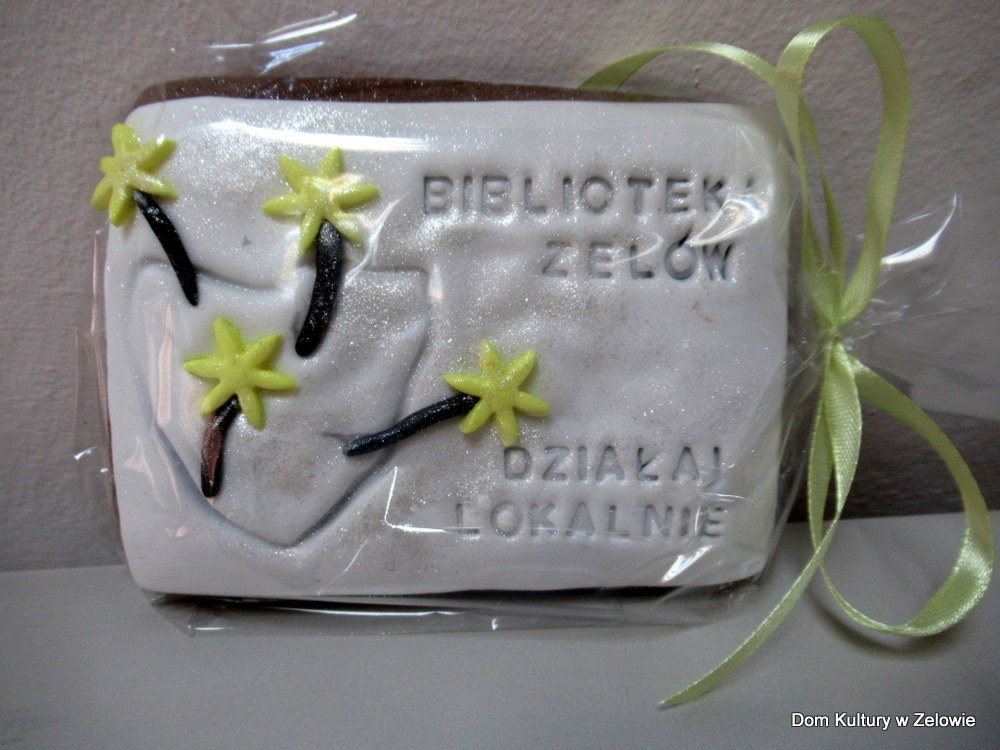 BIBLIOTEKA
ZELÓW
DZIAŁAJ
LOKALNIE
Dom Kultury w Zelowie